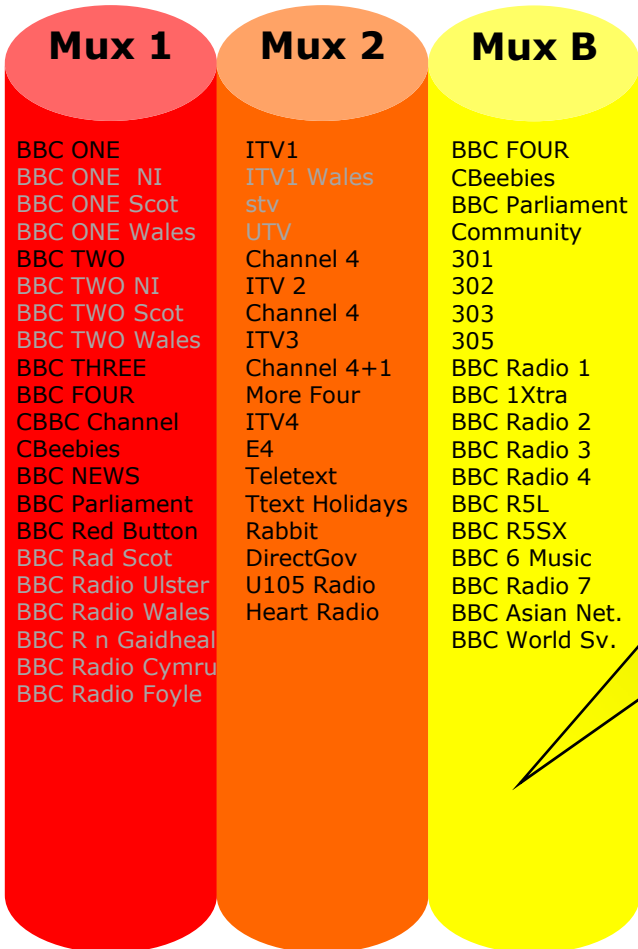 Mux 1
BBC ONE
BBC ONE NI
BBC ONE Scot
BBC ONE Wales
BBC TWO
BBC TWO NI
BBC TWO Scot
BBC TWO Wales
BBC THREE
BBC FOUR
CBBC Channel
CBeebies
BBC NEWS
BBC Parliament
BBC Red Button
BBC Rad Scot
BBC Radio Ulster
BBC Radio Wales
BBC R n Gaidheal
BBC Radio Cymru
BBC Radio Foyle
Mux 2
ITV1
ITV1 Wales
stv
UTV
Channel 4
ITV 2
Channel 4
ITV3
Channel 4+1
More Four
ITV4
E4
Teletext
Ttext Holidays
Rabbit
DirectGov
U105 Radio
Heart Radio
Mux B
BBC FOUR
CBeebies
BBC Parliament
Community
301
302
303
305
BBC Radio 1
BBC 1Xtra
BBC Radio 2
BBC Radio 3
BBC Radio 4
BBC R5L
BBC R5SX
BBC 6 Music
BBC Radio 7
BBC Asian Net.
BBC World Sv.